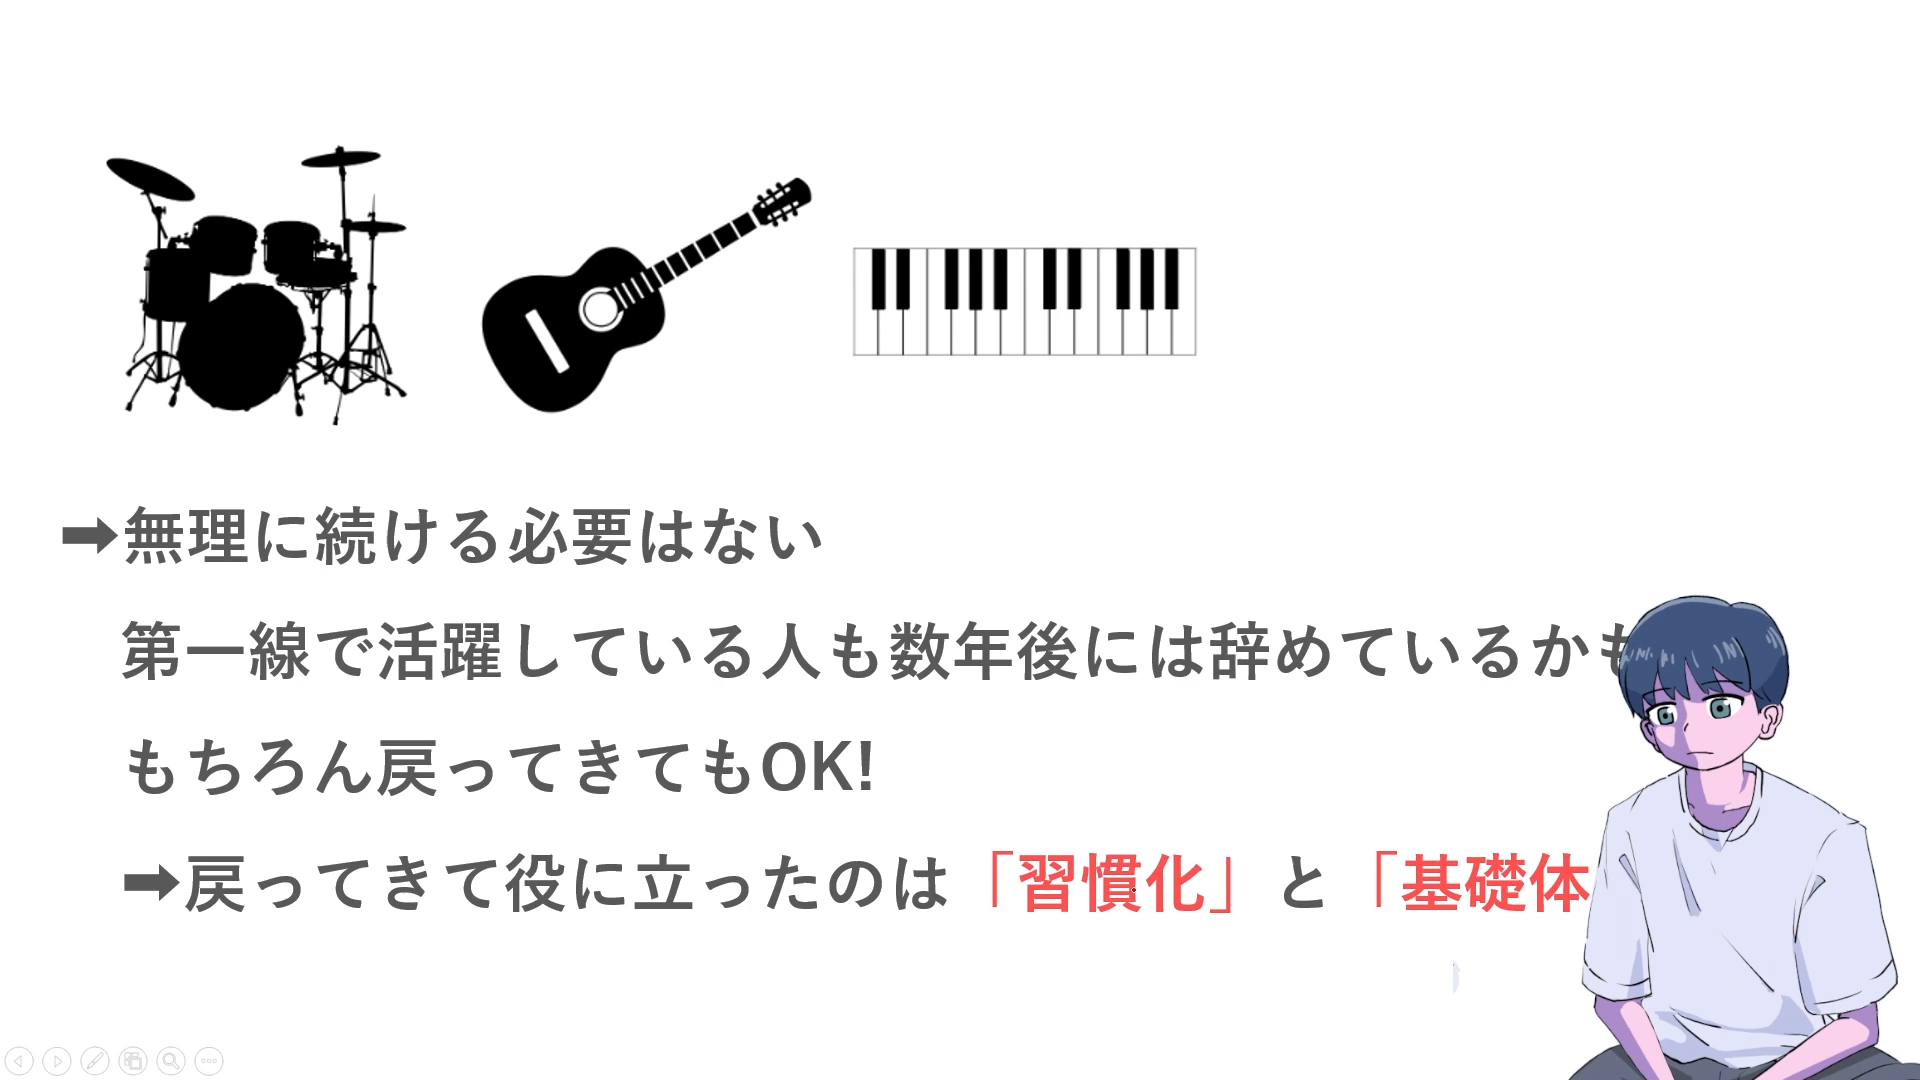 ➡無理に続ける必要はない
第一線で活躍している人も数年後には辞めているかも
もちろん戻ってきてもOK!
➡戻ってきて役に立ったのは「習慣化」と「基礎体